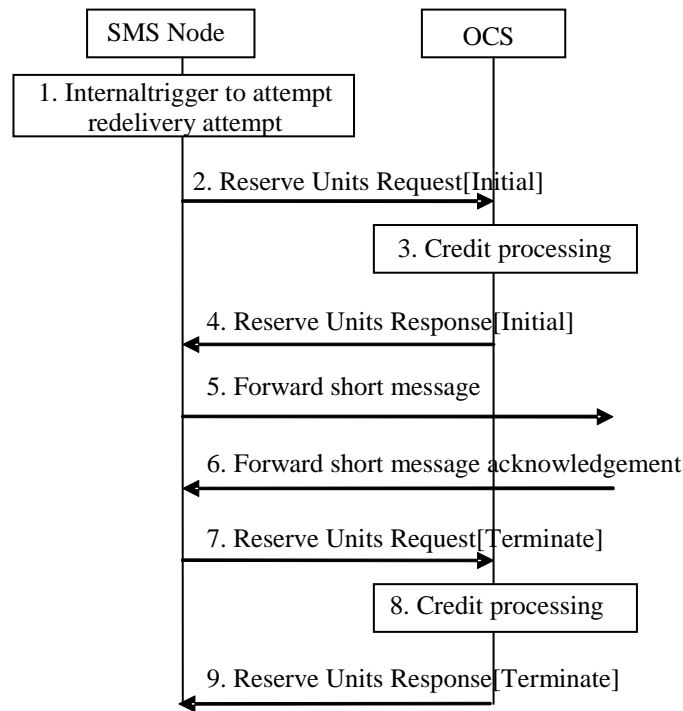 SMS Node
OCS
1. Internaltrigger to attempt
redelivery attempt
2. Reserve Units Request[Initial]
3. Credit processing
4. Reserve Units Response[Initial]
5. Forward short message
6. Forward short message acknowledgement
7. Reserve Units Request[Terminate]
8. Credit processing
9. Reserve Units Response[Terminate]